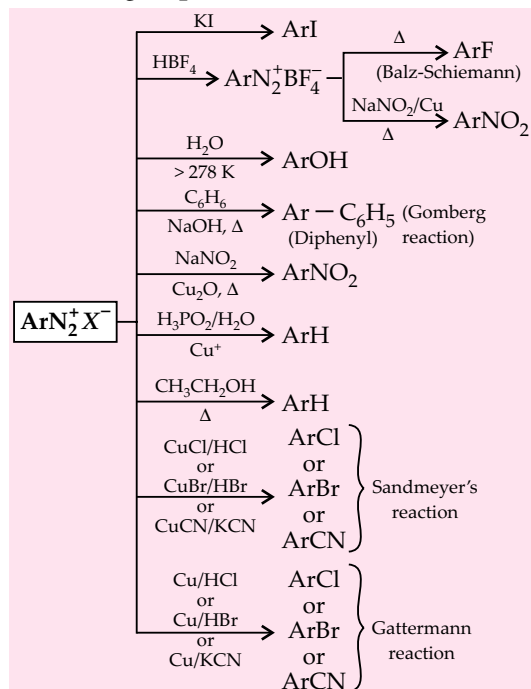 KI
ArI
HBF₄
ArN₂⁺BF₄⁻
Δ
ArF
(Balz-Schiemann)
NaNO₂/Cu
Δ
ArNO₂
H₂O
> 278 K
ArOH
C₆H₆
NaOH, Δ
Ar — C₆H₅ (Gomberg
(Diphenyl) reaction)
NaNO₂
Cu₂O, Δ
ArNO₂
ArN₂⁺X⁻
H₃PO₂/H₂O
Cu⁺
ArH
CH₃CH₂OH
Δ
ArH
CuCl/HCl
or
CuBr/HBr
or
CuCN/KCN
ArCl
or
ArBr
or
ArCN
Sandmeyer's
reaction
Cu/HCl
or
Cu/HBr
or
Cu/KCN
ArCl
or
ArBr
or
ArCN
Gattermann
reaction